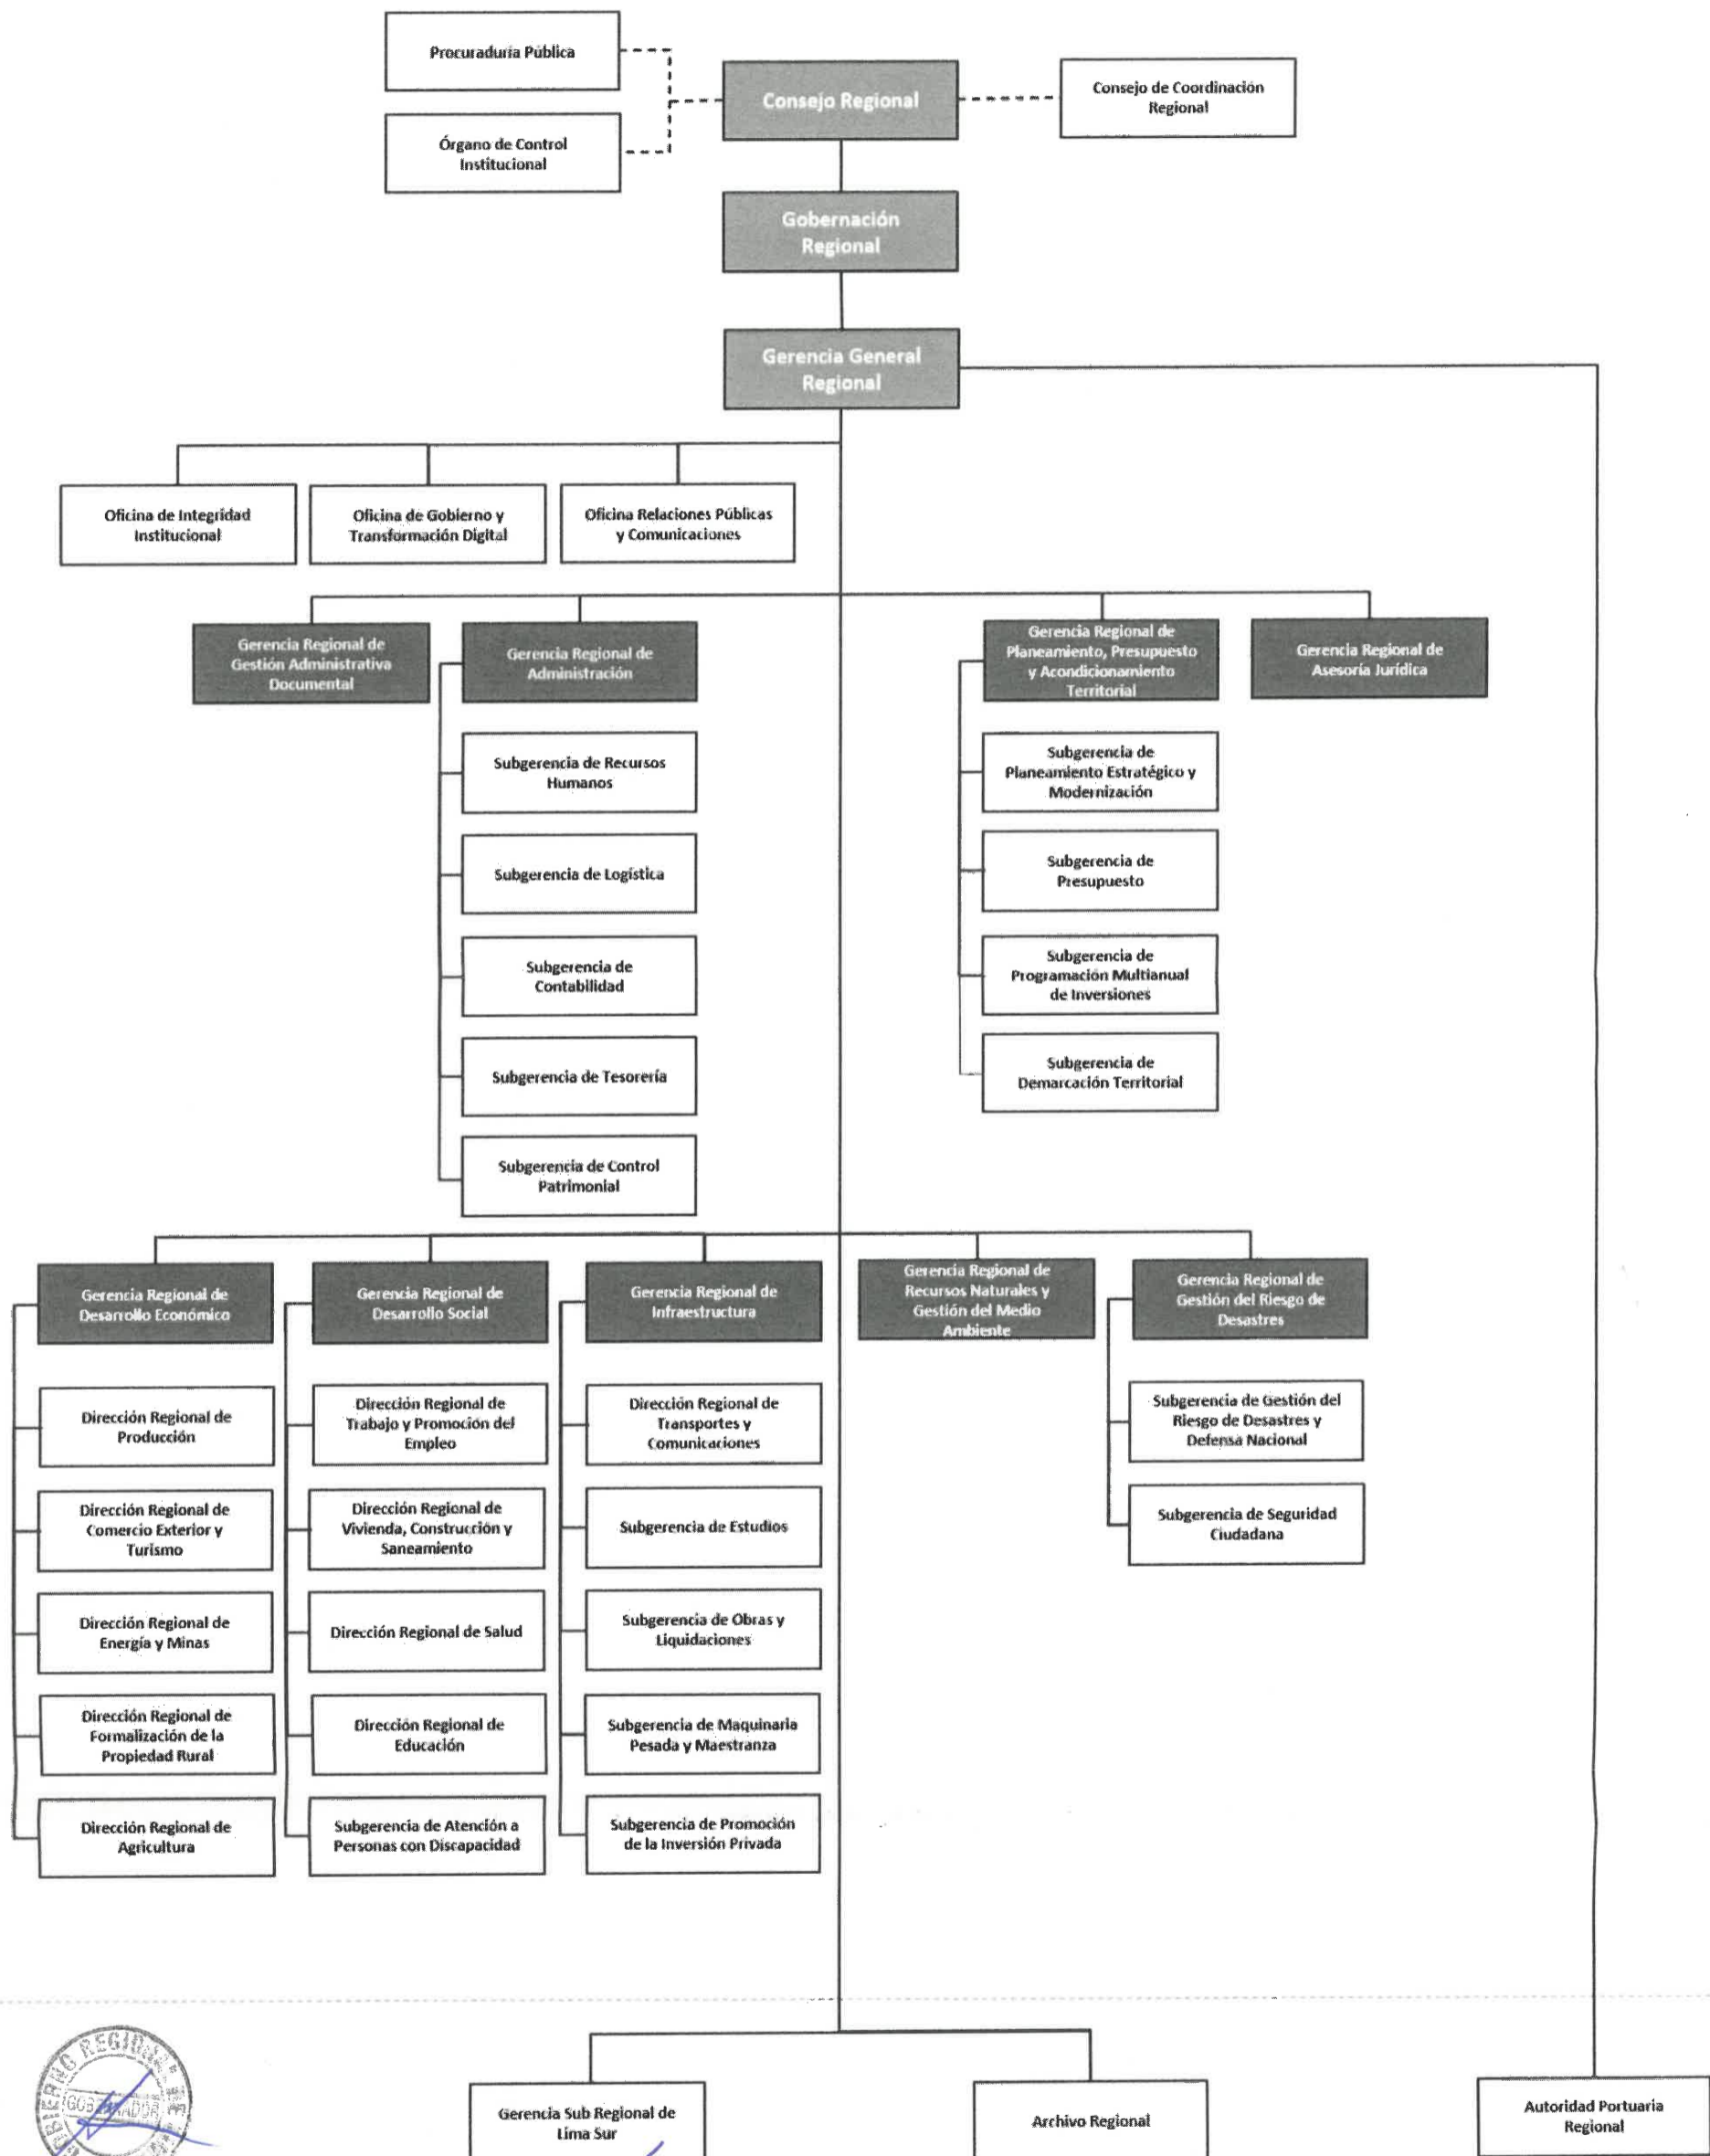 Procuraduría Pública
Consejo Regional
Consejo de Coordinación
Regional
Órgano de Control
Institucional
Gobernación
Regional
Gerencia General
Regional
Oficina de Integridad
Institucional
Oficina de Gobierno y
Transformación Digital
Oficina Relaciones Públicas
y Comunicaciones
Gerencia Regional de
Gestión Administrativa
Documental
Gerencia Regional de
Administración
Gerencia Regional de
Planeamiento, Presupuesto
y Acondicionamiento
Territorial
Gerencia Regional de
Asesoría Jurídica
Subgerencia de Recursos
Humanos
Subgerencia de Logística
Subgerencia de
Contabilidad
Subgerencia de Tesorería
Subgerencia de Control
Patrimonial
Subgerencia de
Planeamiento Estratégico y
Modernización
Subgerencia de
Presupuesto
Subgerencia de
Programación Multianual
de Inversiones
Subgerencia de
Demarcación Territorial
Gerencia Regional de
Desarrollo Económico
Gerencia Regional de
Desarrollo Social
Gerencia Regional de
Infraestructura
Gerencia Regional de
Recursos Naturales y
Gestión del Medio
Ambiente
Gerencia Regional de
Gestión del Riesgo de
Desastres
Dirección Regional de
Producción
Dirección Regional de
Comercio Exterior y
Turismo
Dirección Regional de
Energía y Minas
Dirección Regional de
Formalización de la
Propiedad Rural
Dirección Regional de
Agricultura
Dirección Regional de
Trabajo y Promoción del
Empleo
Dirección Regional de
Vivienda, Construcción y
Saneamiento
Dirección Regional de Salud
Dirección Regional de
Educación
Subgerencia de Atención a
Personas con Discapacidad
Dirección Regional de
Transportes y
Comunicaciones
Subgerencia de Estudios
Subgerencia de Obras y
Liquidaciones
Subgerencia de Maquinaria
Pesada y Maestranza
Subgerencia de Promoción
de la Inversión Privada
Subgerencia de Gestión del
Riesgo de Desastres y
Defensa Nacional
Subgerencia de Seguridad
Ciudadana
Gerencia Sub Regional de
Lima Sur
Archivo Regional
Autoridad Portuaria
Regional